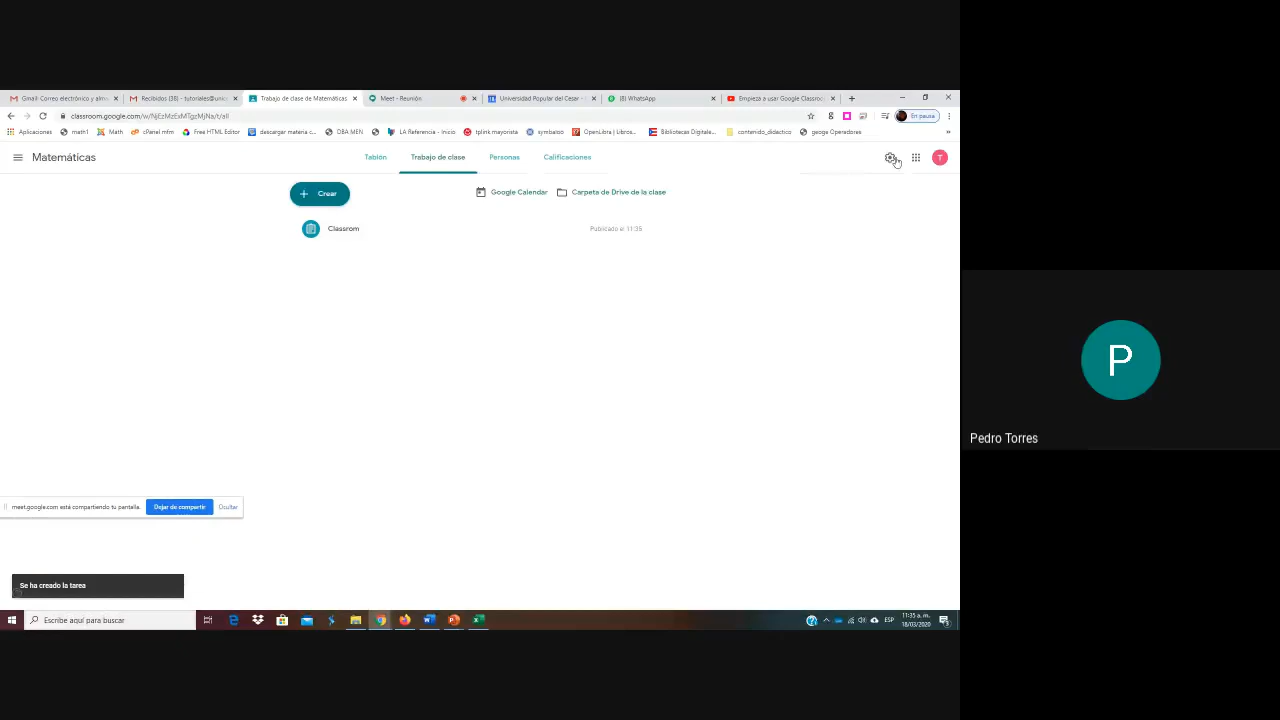 Gmail: Correo electrónico y alm
Recibidos (38) - tutoriales@unic
Trabajo de clase de Matemáticas
Meet - Reunión
Universidad Popular del Cesar -
(8) WhatsApp
Empieza a usar Google Classroo
classroom.google.com/w/NjEzMzExMTgzMjNa/t/all
En pausa
Aplicaciones
math1
Math
cPanel mfm
Free HTML Editor
descargar materia c...
DBA MEN
LA Referencia - Inicio
tplink mayorista
symbaloo
OpenLibra | Libros...
Bibliotecas Digitale...
contenido_didactico
geoge Operadores
Matemáticas
Tablón
Trabajo de clase
Personas
Calificaciones
T
Crear
Google Calendar
Carpeta de Drive de la clase
Classrom
Publicado el 11:35
P
Pedro Torres
meet.google.com está compartiendo tu pantalla.
Dejar de compartir
Ocultar
Se ha creado la tarea
Escribe aquí para buscar
ESP
11:35 a. m.
18/03/2020